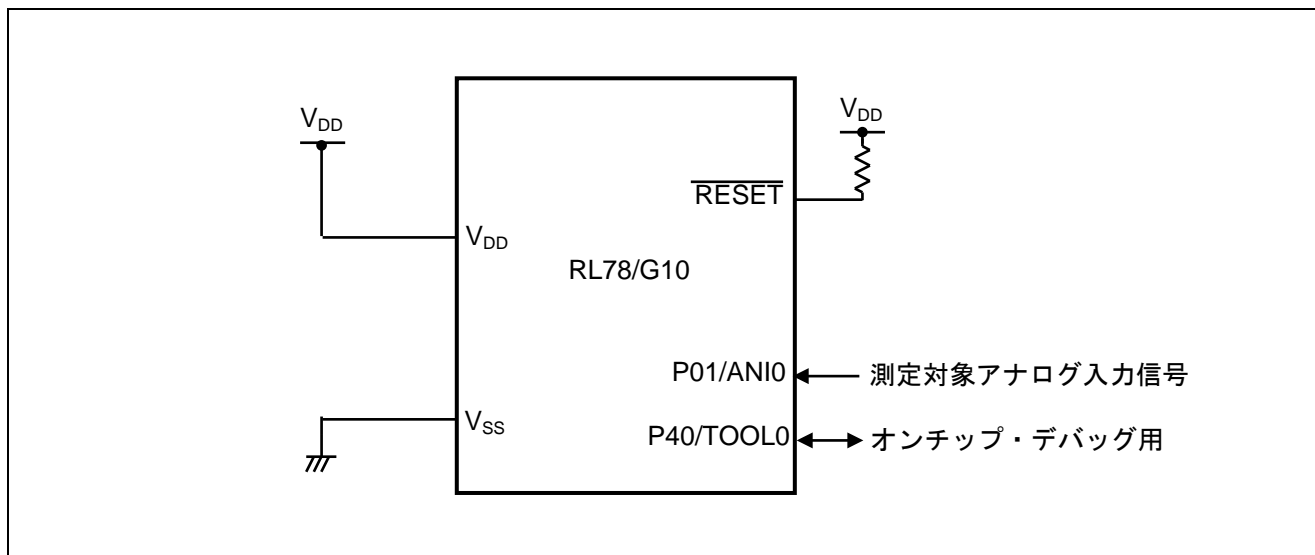 VDD
VDD
RESET
VDD
RL78/G10
P01/ANI0
測定対象アナログ入力信号
VSS
P40/TOOL0
オンチップ・デバッグ用